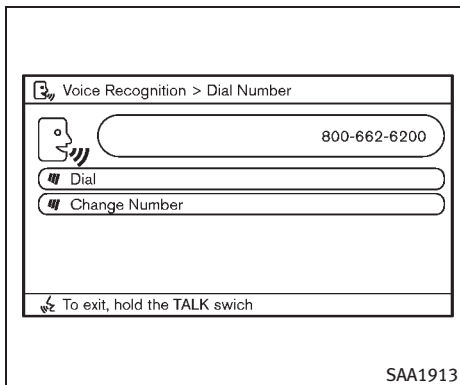 Voice Recognition > Dial Number
800-662-6200
Dial
Change Number
To exit, hold the TALK swich
SAA1913